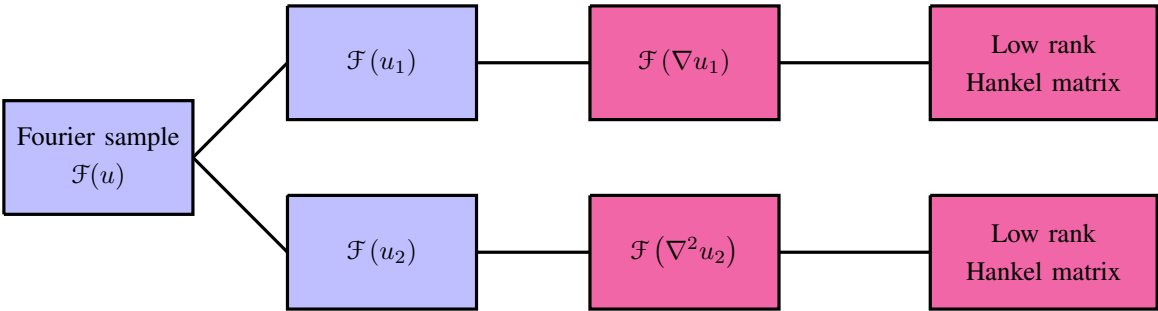 Fourier sample
ℱ(u)
ℱ(u₁)
ℱ(∇u₁)
Low rank
Hankel matrix
ℱ(u₂)
ℱ(∇²u₂)
Low rank
Hankel matrix